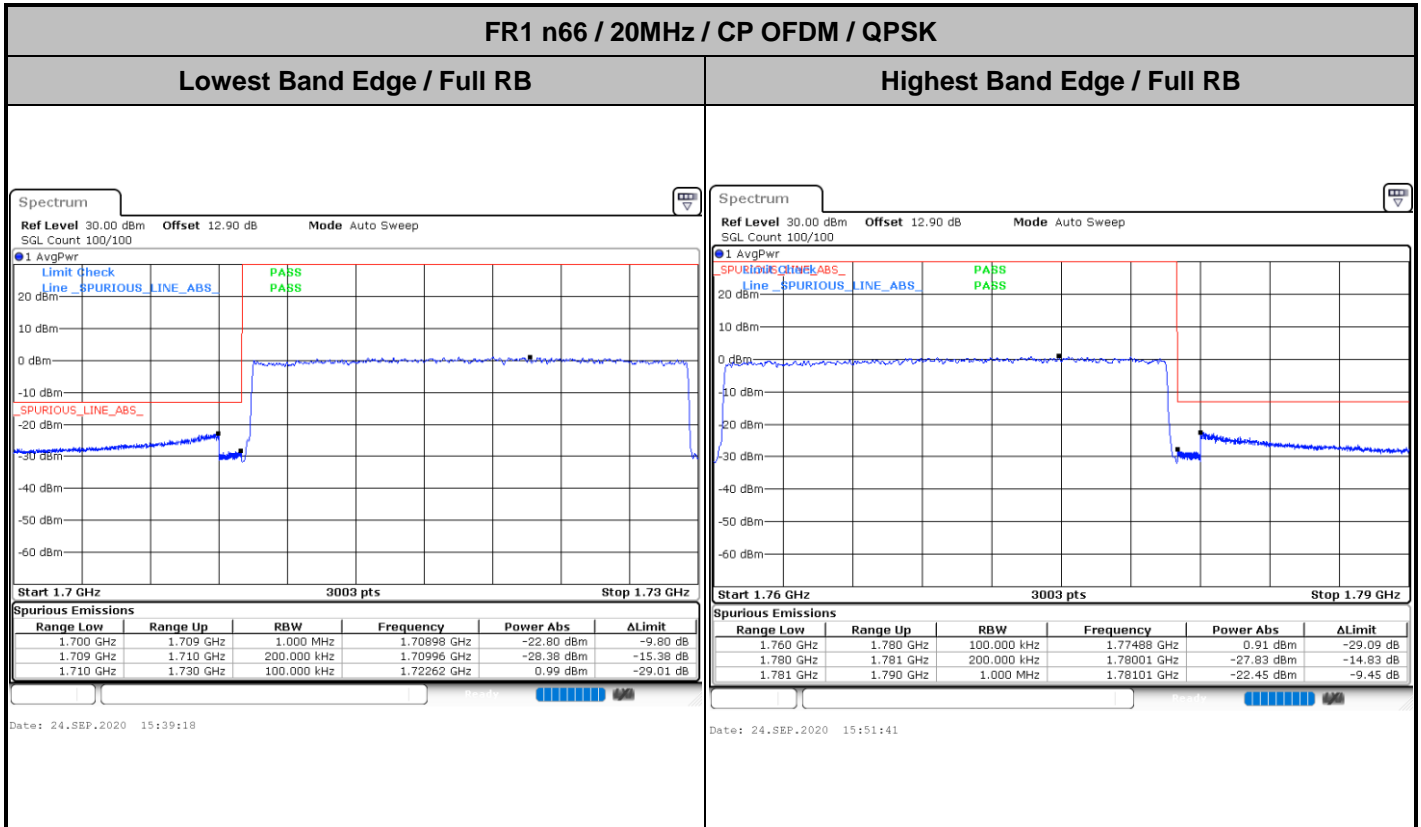 FR1 n66 / 20MHz / CP OFDM / QPSK
Lowest Band Edge / Full RB
Highest Band Edge / Full RB
Spectrum
Ref Level 30.00 dBm Offset 12.90 dB Mode Auto Sweep
SGL Count 100/100
1 AvgPwr
Limit Check PASS
Line _SPURIOUS_LINE_ABS_ PASS
20 dBm
10 dBm
0 dBm
-10 dBm
_SPURIOUS_LINE_ABS_
-20 dBm
-30 dBm
-40 dBm
-50 dBm
-60 dBm
Start 1.7 GHz 3003 pts Stop 1.73 GHz
Spurious Emissions
Range Low Range Up RBW Frequency Power Abs ΔLimit
1.700 GHz 1.709 GHz 1.000 MHz 1.70898 GHz -22.80 dBm -9.80 dB
1.709 GHz 1.710 GHz 200.000 kHz 1.70996 GHz -28.38 dBm -15.38 dB
1.710 GHz 1.730 GHz 100.000 kHz 1.72262 GHz 0.99 dBm -29.01 dB
Ready
Date: 24.SEP.2020 15:39:18
Spectrum
Ref Level 30.00 dBm Offset 12.90 dB Mode Auto Sweep
SGL Count 100/100
1 AvgPwr
_SPURIOUS_LINE_ABS_
Limit Check PASS
Line _SPURIOUS_LINE_ABS_ PASS
20 dBm
10 dBm
0 dBm
-10 dBm
-20 dBm
-30 dBm
-40 dBm
-50 dBm
-60 dBm
Start 1.76 GHz 3003 pts Stop 1.79 GHz
Spurious Emissions
Range Low Range Up RBW Frequency Power Abs ΔLimit
1.760 GHz 1.780 GHz 100.000 kHz 1.77488 GHz 0.91 dBm -29.09 dB
1.780 GHz 1.781 GHz 200.000 kHz 1.78001 GHz -27.83 dBm -14.83 dB
1.781 GHz 1.790 GHz 1.000 MHz 1.78101 GHz -22.45 dBm -9.45 dB
Ready
Date: 24.SEP.2020 15:51:41